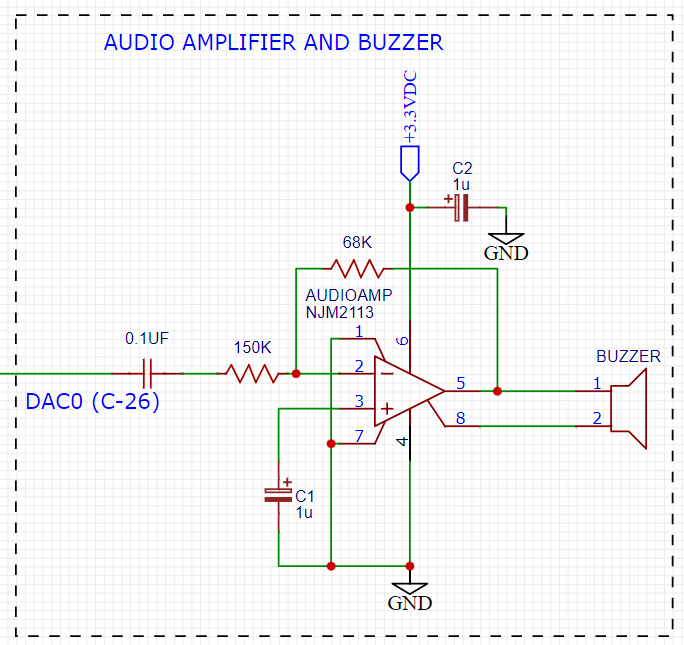 AUDIO AMPLIFIER AND BUZZER
+3.3VDC
C2
1u
GND
68K
AUDIOAMP
NJM2113
0.1UF
150K
1
6
2
3
7
4
5
8
BUZZER
1
2
DAC0 (C-26)
C1
1u
GND